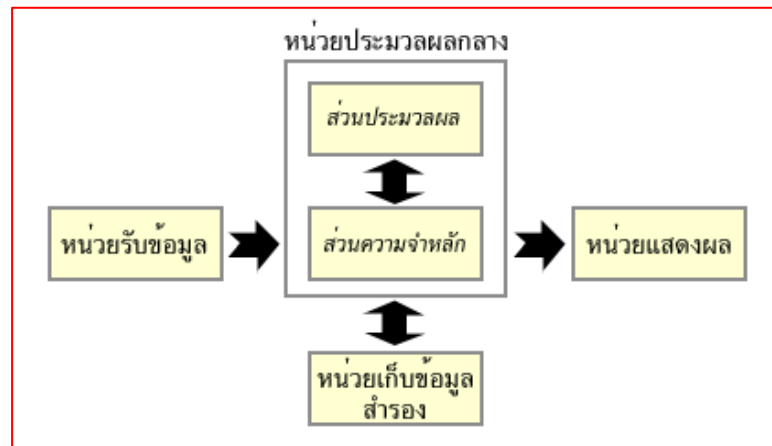 หน่วยประมวลผลกลาง
ส่วนประมวลผล
หน่วยรับข้อมูล
ส่วนความจำหลัก
หน่วยแสดงผล
หน่วยเก็บข้อมูล
สำรอง